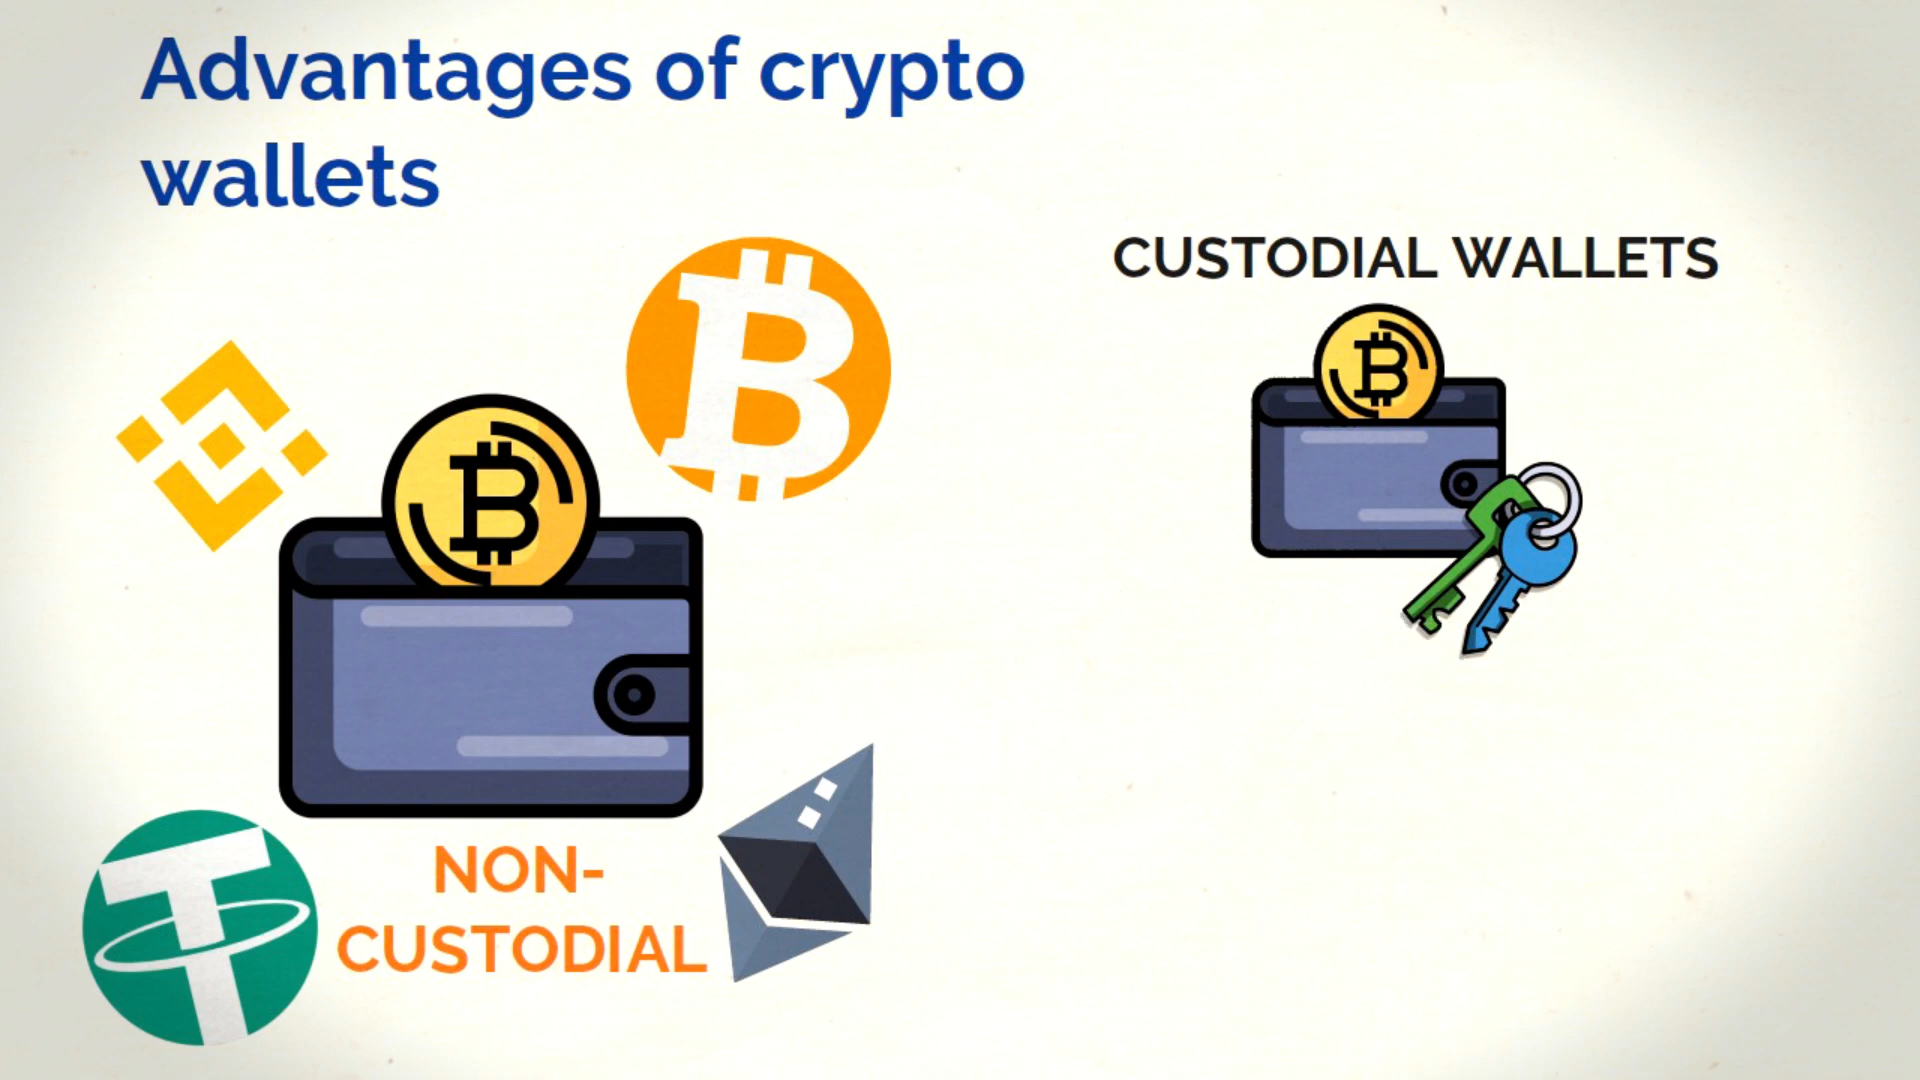 Advantages of crypto
wallets
CUSTODIAL WALLETS
NON-
CUSTODIAL